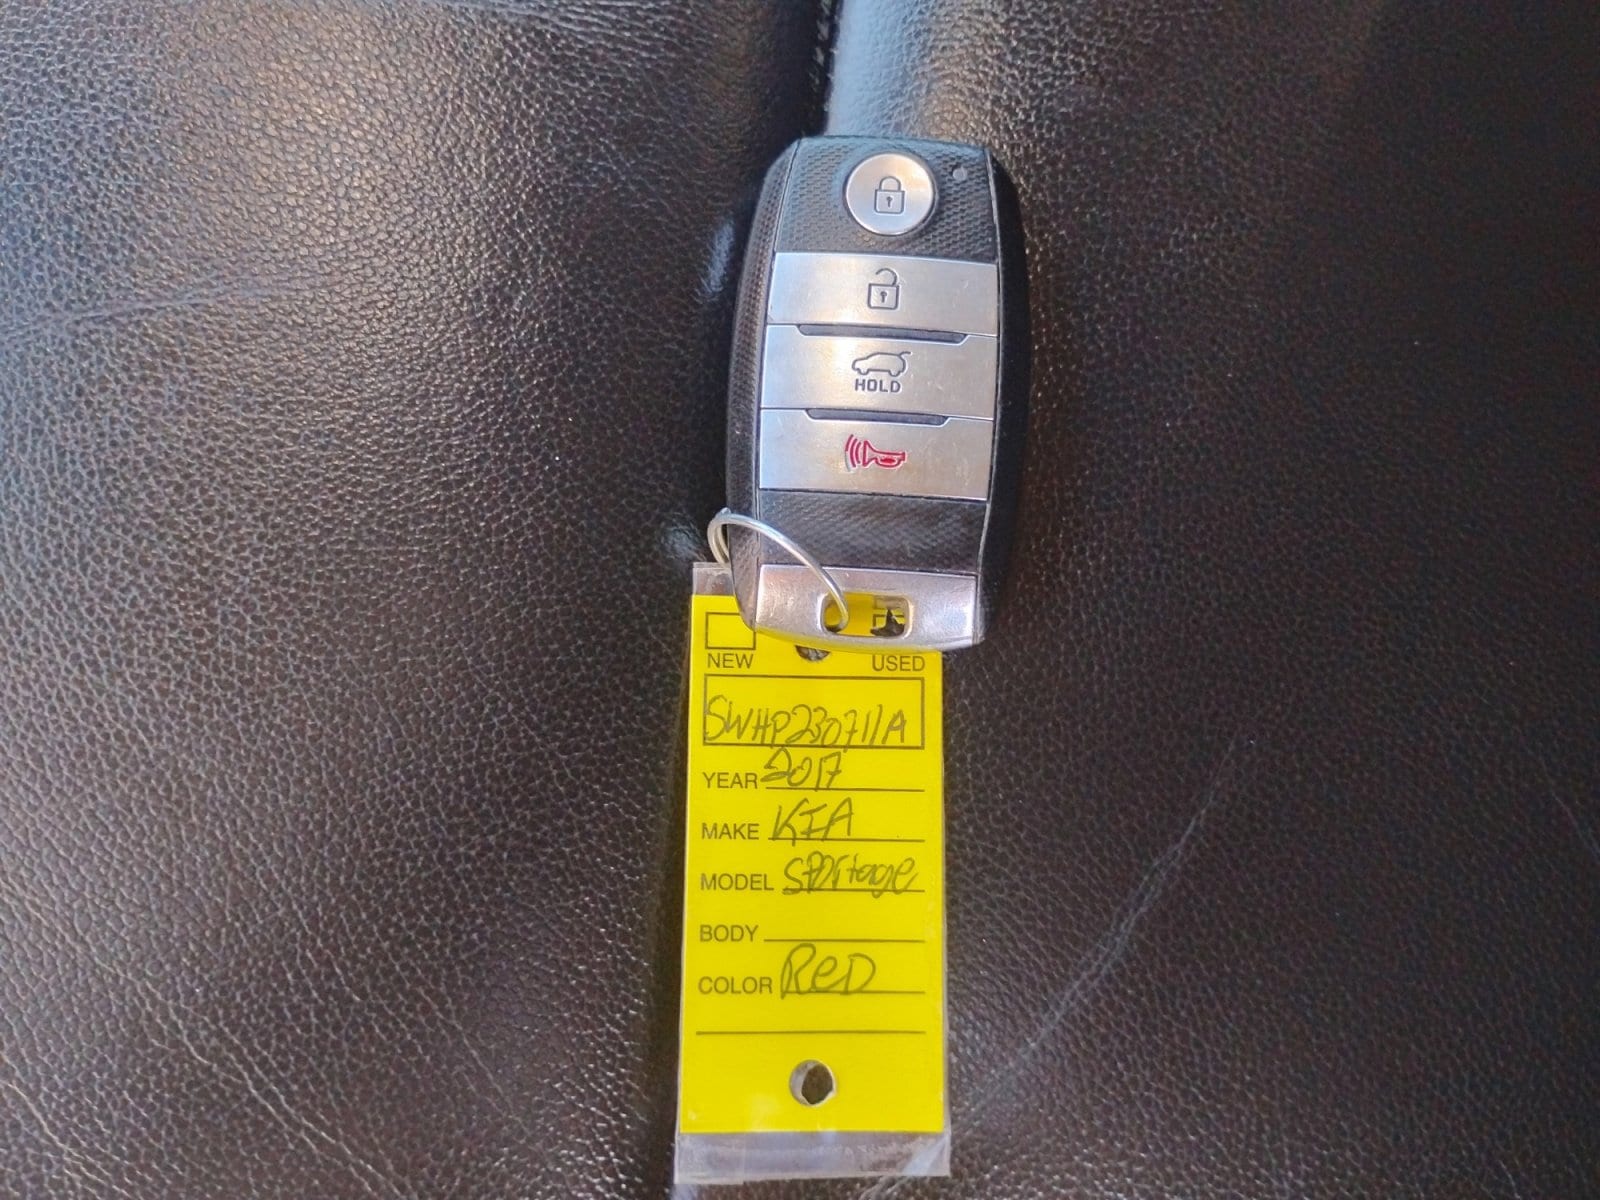 HOLD
NEW USED
SWHP230711A
YEAR 2017
MAKE KIA
MODEL Sportage
BODY
COLOR ReD